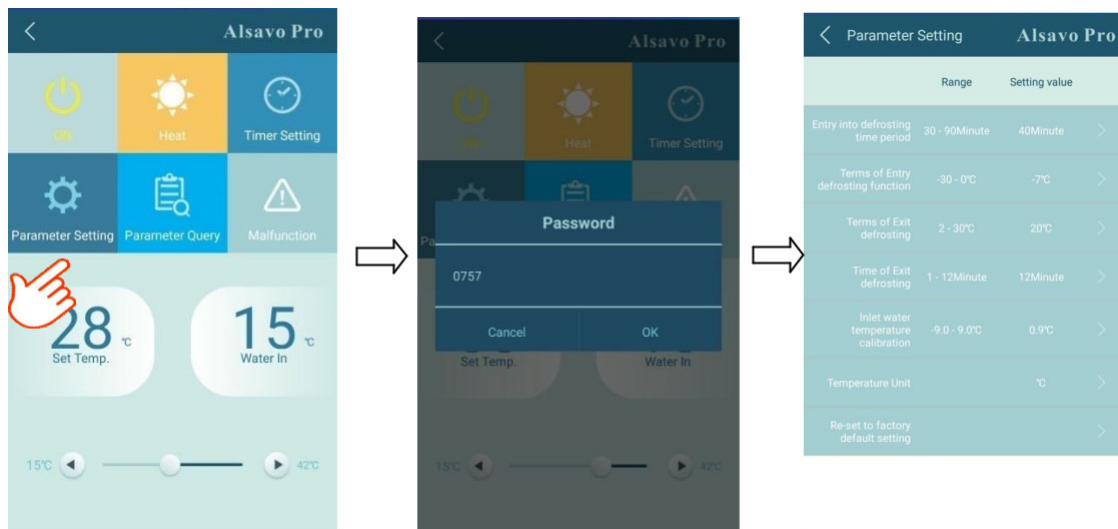 Alsavo Pro
ON
Heat
Timer Setting
Parameter Setting
Parameter Query
Malfunction
28 ℃
Set Temp.
15 ℃
Water In
15℃
42℃
Alsavo Pro
Heat
Timer Setting
Pa
Password
0757
Cancel
OK
Set Temp.
Water In
15℃
42℃
Parameter Setting
Alsavo Pro
Range
Setting value
Entry into defrosting
time period
30 - 90Minute
40Minute
Terms of Entry
defrosting function
-30 - 0℃
-7℃
Terms of Exit
defrosting
2 - 30℃
20℃
Time of Exit
defrosting
1 - 12Minute
12Minute
Inlet water
temperature
calibration
-9.0 - 9.0℃
0.9℃
Temperature Unit
℃
Re-set to factory
default setting